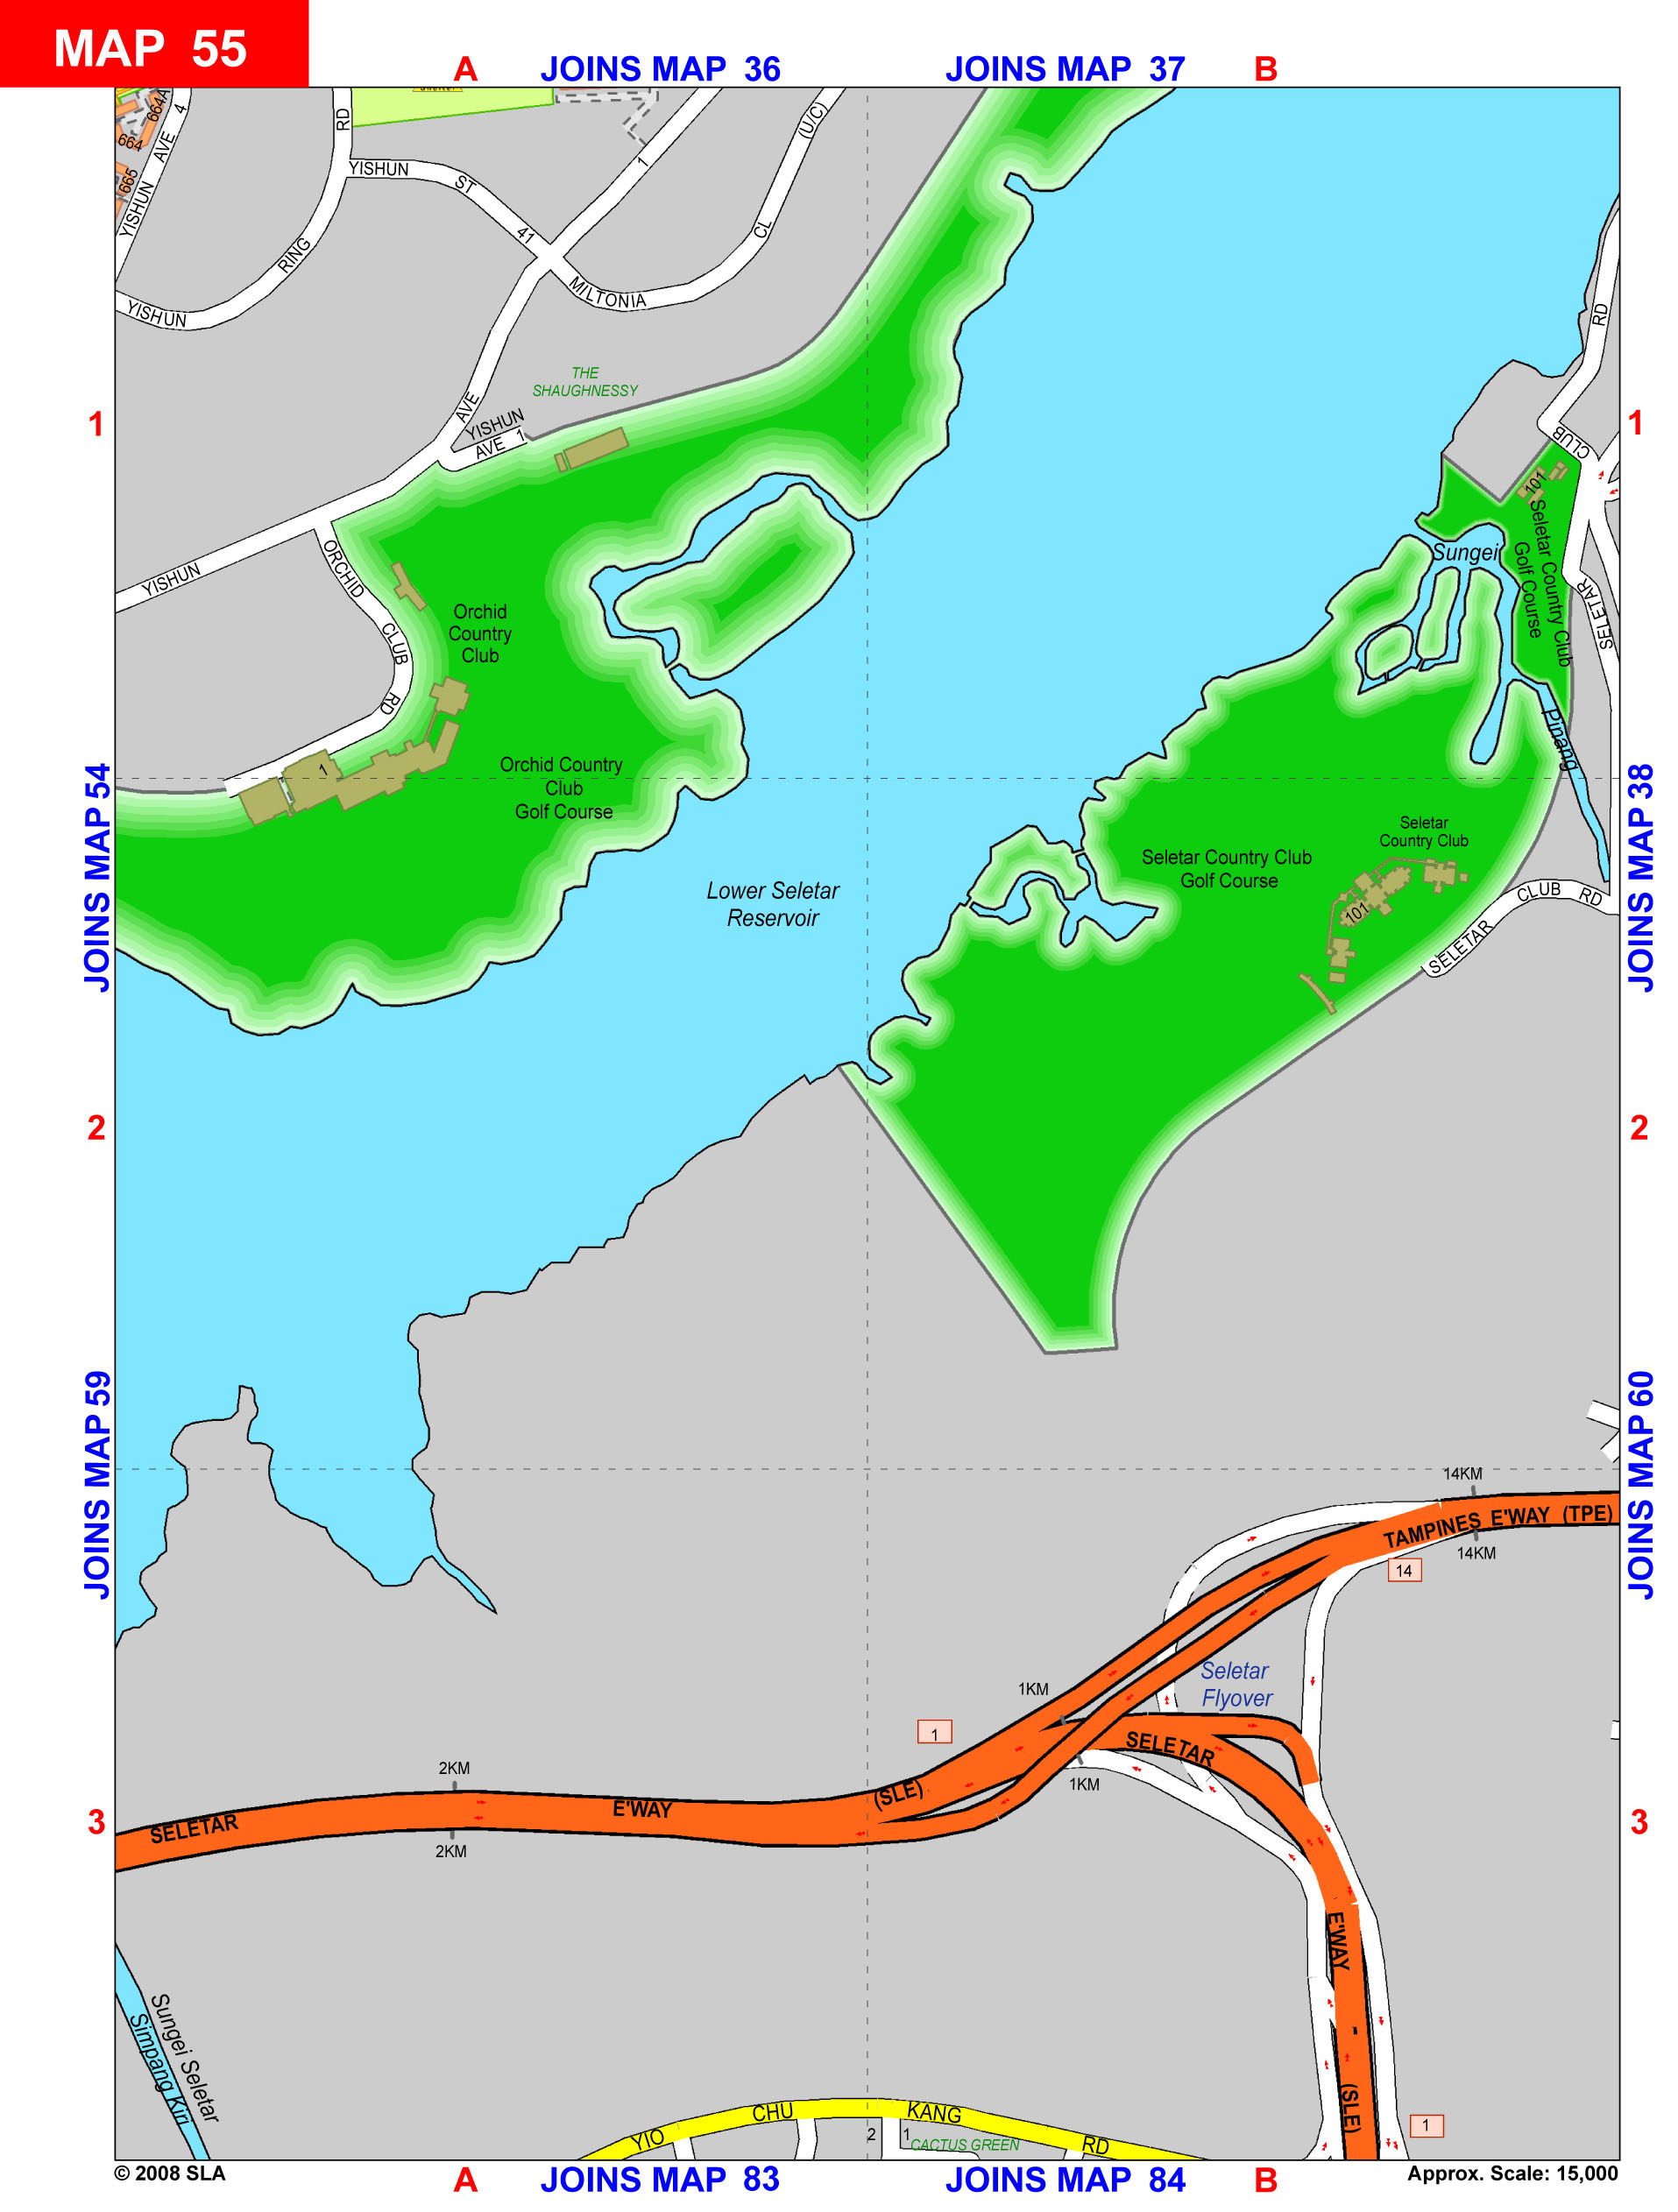 MAP 55
A
JOINS MAP 36
JOINS MAP 37
B
664A
664
665
YISHUN AVE 4
RD
YISHUN ST 41
1
(U/C)
CL
RING
YISHUN
MILTONIA
THE
SHAUGHNESSY
AVE
YISHUN
AVE 1
1
1
RD
CLUB
101
Seletar Country Club
Golf Course
Sungei
SELETAR
Pinang
YISHUN
ORCHID
CLUB
RD
Orchid
Country
Club
1
Orchid Country
Club
Golf Course
JOINS MAP 54
JOINS MAP 38
Seletar
Country Club
Seletar Country Club
Golf Course
101
Lower Seletar
Reservoir
SELETAR CLUB RD
2
2
JOINS MAP 59
JOINS MAP 60
14KM
TAMPINES E'WAY (TPE)
14KM
14
Seletar
Flyover
1KM
1
SELETAR
1KM
2KM
SELETAR E'WAY (SLE)
2KM
3
3
E'WAY
-
(SLE)
1
Sungei Seletar
Simpang Kiri
YIO CHU KANG RD
2
1
CACTUS GREEN
© 2008 SLA
A
JOINS MAP 83
JOINS MAP 84
B
Approx. Scale: 15,000